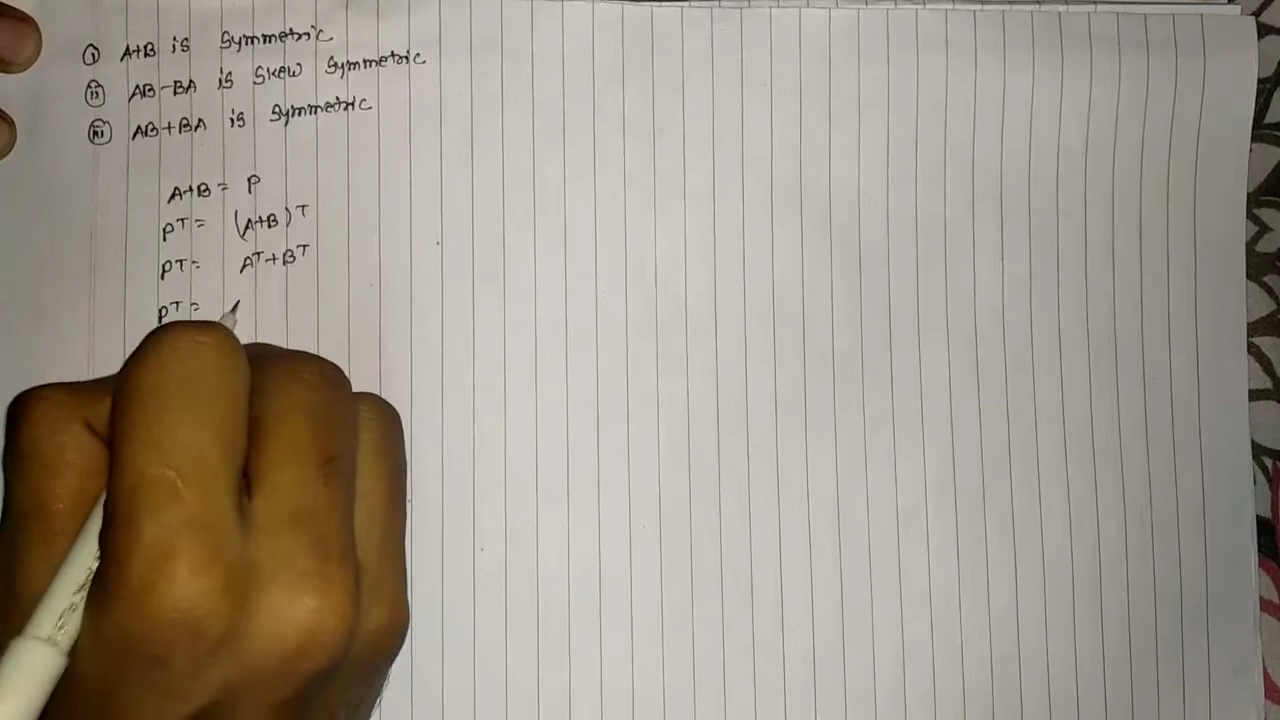 (i) A+B is Symmetric
(ii) AB-BA is Skew Symmetric
(iii) AB+BA is Symmetric
A+B = P
Pᵀ = (A+B)ᵀ
Pᵀ = Aᵀ+Bᵀ
Pᵀ =